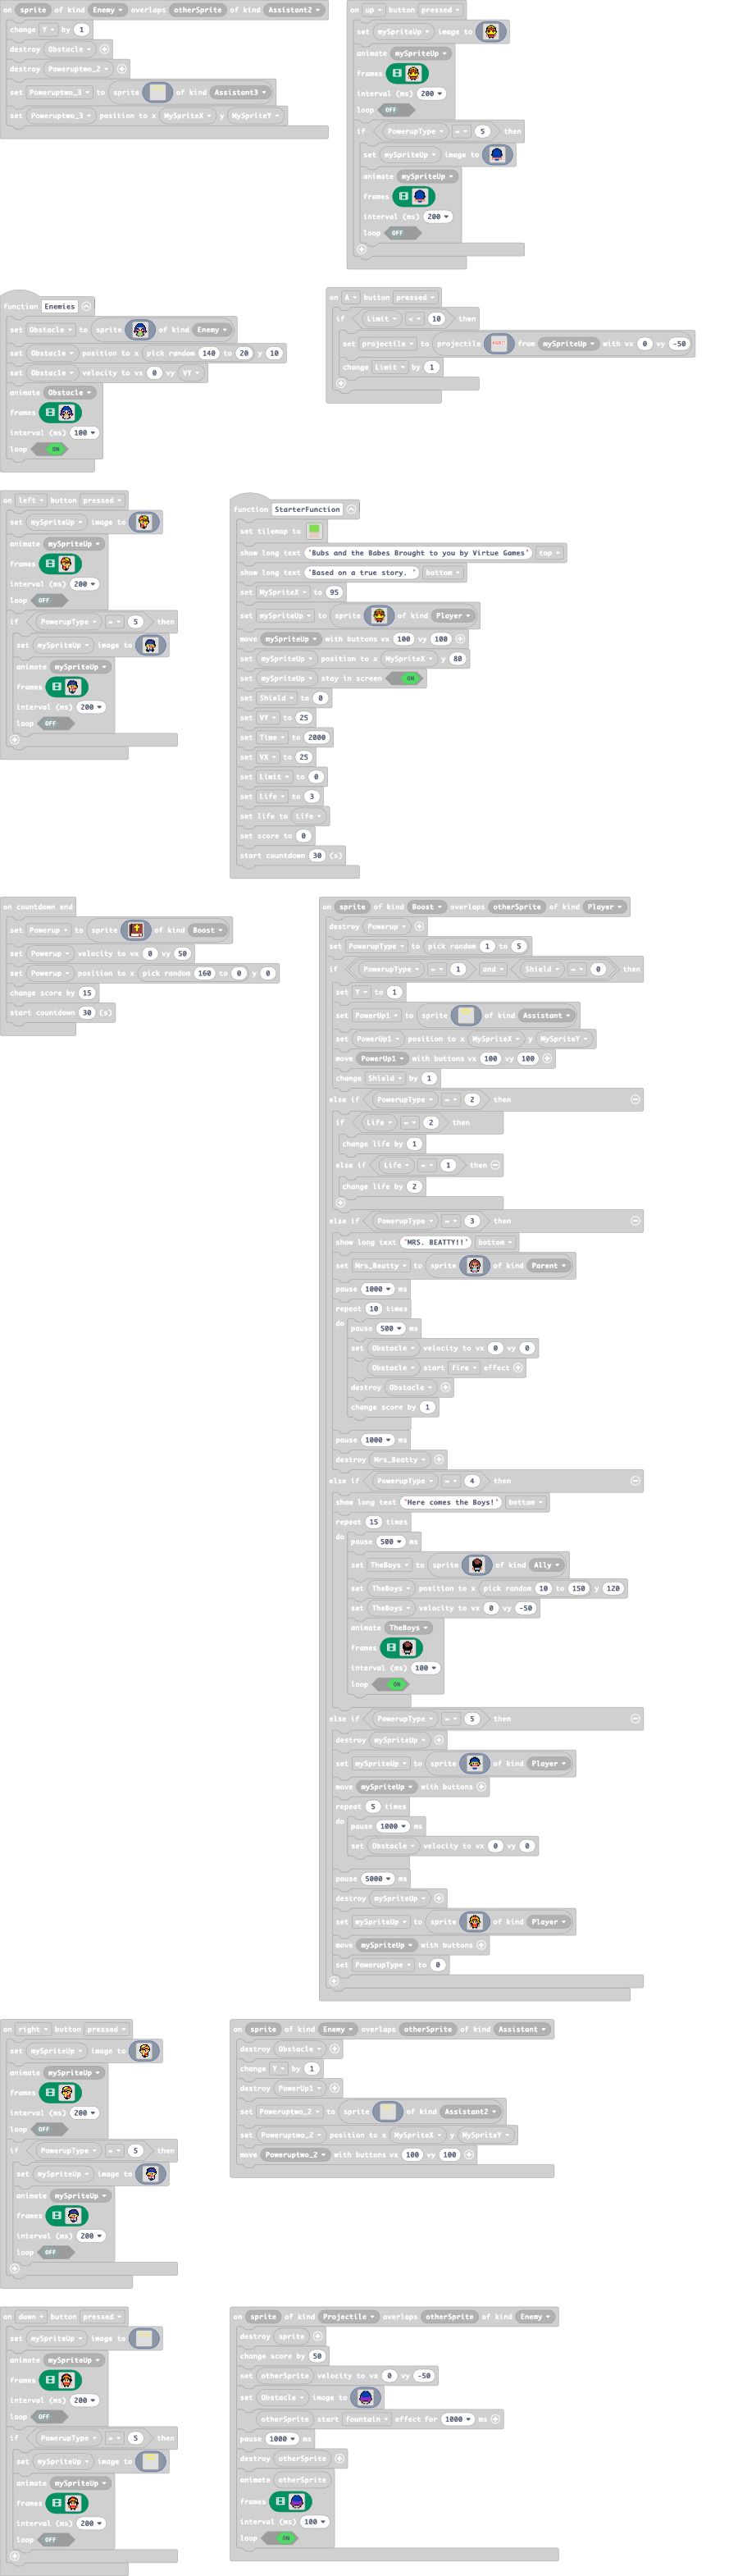 on sprite of kind Enemy overlaps otherSprite of kind Assistant2
change Y by 1
destroy Obstacle
destroy Poweruptwo_2
set Poweruptwo_3 to sprite of kind Assistant3
set Poweruptwo_3 position to x MySpriteX y MySpriteY
on up button pressed
set mySpriteUp image to
animate mySpriteUp
frames
interval (ms) 200
loop OFF
if PowerupType = 5 then
set mySpriteUp image to
animate mySpriteUp
frames
interval (ms) 200
loop OFF
function Enemies
set Obstacle to sprite of kind Enemy
set Obstacle position to x pick random 140 to 20 y 10
set Obstacle velocity to vx 0 vy VY
animate Obstacle
frames
interval (ms) 100
loop ON
on A button pressed
if Limit < 10 then
set projectile to projectile from mySpriteUp with vx 0 vy -50
change Limit by 1
on left button pressed
set mySpriteUp image to
animate mySpriteUp
frames
interval (ms) 200
loop OFF
if PowerupType = 5 then
set mySpriteUp image to
animate mySpriteUp
frames
interval (ms) 200
loop OFF
function StarterFunction
set tilemap to
show long text "Bubs and the Babes Brought to you by Virtue Games" top
show long text "Based on a true story. " bottom
set MySpriteX to 95
set mySpriteUp to sprite of kind Player
move mySpriteUp with buttons vx 100 vy 100
set mySpriteUp position to x MySpriteX y 80
set mySpriteUp stay in screen ON
set Shield to 0
set VY to 25
set Time to 2000
set VX to 25
set Limit to 0
set Life to 3
set life to Life
set score to 0
start countdown 30 (s)
on countdown end
set Powerup to sprite of kind Boost
set Powerup velocity to vx 0 vy 50
set Powerup position to x pick random 160 to 0 y 0
change score by 15
start countdown 30 (s)
on sprite of kind Boost overlaps otherSprite of kind Player
destroy Powerup
set PowerupType to pick random 1 to 5
if PowerupType = 1 and Shield = 0 then
set Y to 1
set PowerUp1 to sprite of kind Assistant
set PowerUp1 position to x MySpriteX y MySpriteY
move PowerUp1 with buttons vx 100 vy 100
change Shield by 1
else if PowerupType = 2 then
if Life = 2 then
change life by 1
else if Life = 1 then
change life by 2
else if PowerupType = 3 then
show long text "MRS. BEATTY!!" bottom
set Mrs_Beatty to sprite of kind Parent
pause 1000 ms
repeat 10 times
do pause 500 ms
set Obstacle velocity to vx 0 vy 0
Obstacle start fire effect
destroy Obstacle
change score by 1
pause 1000 ms
destroy Mrs_Beatty
else if PowerupType = 4 then
show long text "Here comes the Boys!" bottom
repeat 15 times
do pause 500 ms
set TheBoys to sprite of kind Ally
set TheBoys position to x pick random 10 to 150 y 120
set TheBoys velocity to vx 0 vy -50
animate TheBoys
frames
interval (ms) 100
loop ON
else if PowerupType = 5 then
destroy mySpriteUp
set mySpriteUp to sprite of kind Player
move mySpriteUp with buttons
repeat 5 times
do pause 1000 ms
set Obstacle velocity to vx 0 vy 0
pause 5000 ms
destroy mySpriteUp
set mySpriteUp to sprite of kind Player
move mySpriteUp with buttons
set PowerupType to 0
on right button pressed
set mySpriteUp image to
animate mySpriteUp
frames
interval (ms) 200
loop OFF
if PowerupType = 5 then
set mySpriteUp image to
animate mySpriteUp
frames
interval (ms) 200
loop OFF
on sprite of kind Enemy overlaps otherSprite of kind Assistant
destroy Obstacle
change Y by 1
destroy PowerUp1
set Poweruptwo_2 to sprite of kind Assistant2
set Poweruptwo_2 position to x MySpriteX y MySpriteY
move Poweruptwo_2 with buttons vx 100 vy 100
on down button pressed
set mySpriteUp image to
animate mySpriteUp
frames
interval (ms) 200
loop OFF
if PowerupType = 5 then
set mySpriteUp image to
animate mySpriteUp
frames
interval (ms) 200
loop OFF
on sprite of kind Projectile overlaps otherSprite of kind Enemy
destroy sprite
change score by 50
set otherSprite velocity to vx 0 vy -50
set Obstacle image to
otherSprite start fountain effect for 1000 ms
pause 1000 ms
destroy otherSprite
animate otherSprite
frames
interval (ms) 100
loop ON